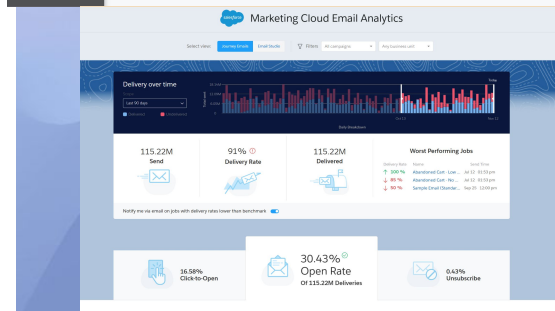 salesforce
Marketing Cloud Email Analytics
Select view: Journey Emails Email Studio Filters All campaigns Any business unit
Delivery over time
Last 90 days
Delivered Undelivered
Daily Breakdown
Today
115.22M
Send
91%
Delivery Rate
115.22M
Delivered
Worst Performing Jobs
Delivery Rate Name Send Time
↑ 100 % Abandoned Cart - Low ... Jul 12 01:55 pm
↓ 85 % Abandoned Cart - No ... Jul 12 01:55 pm
↓ 50 % Sample Email (Standar... Sep 25 12:00 pm
Notify me via email on jobs with delivery rates lower than benchmark
16.58%
Click-to-Open
30.43%
Open Rate
Of 115.22M Deliveries
0.43%
Unsubscribe